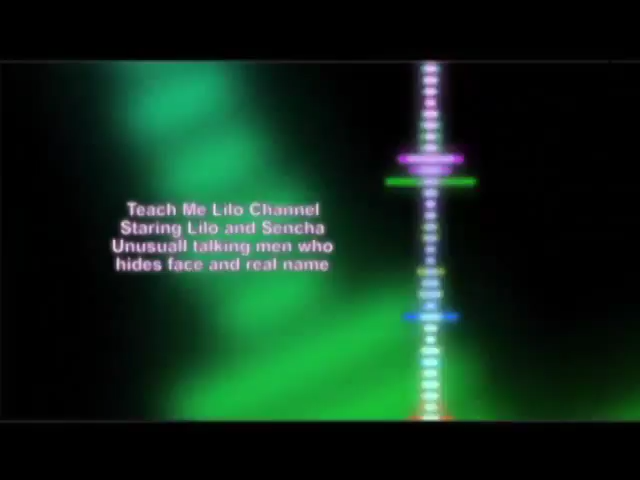 Teach Me Lilo Channel
Staring Lilo and Sencha
Unusuall talking men who
hides face and real name